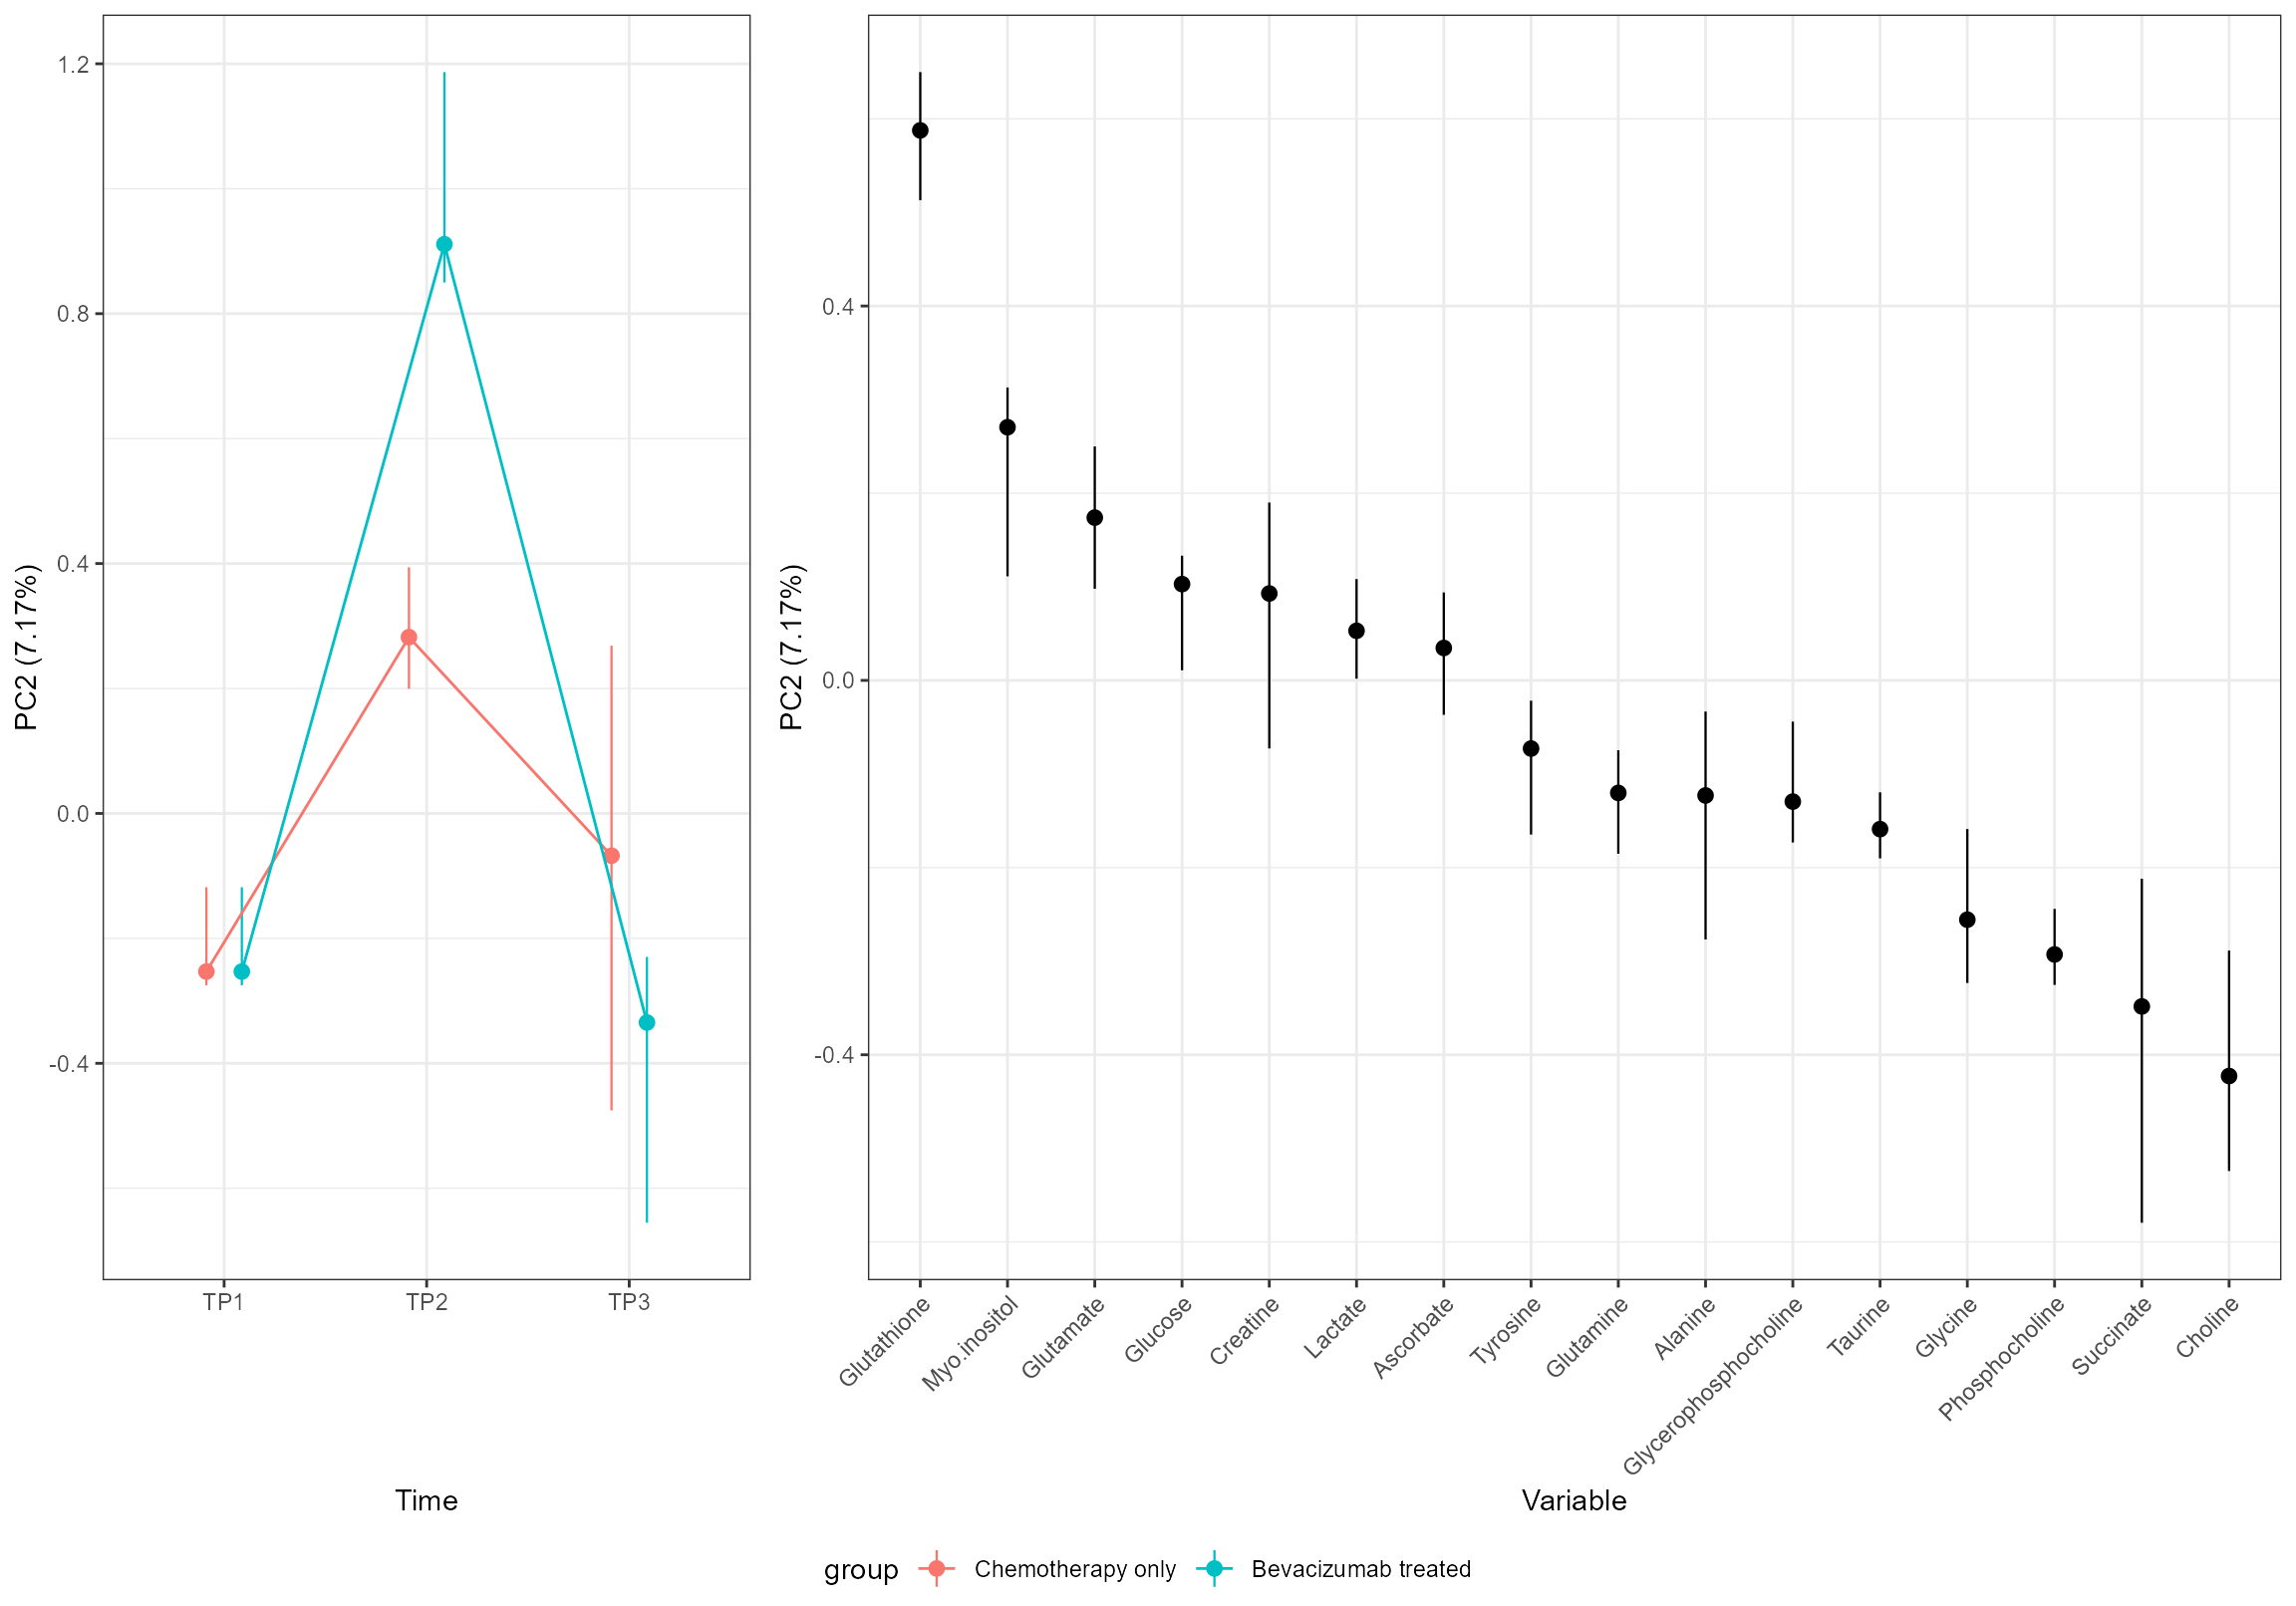 PC2 (7.17%)
1.2
0.8
0.4
0.0
-0.4
TP1
TP2
TP3
Time
PC2 (7.17%)
0.4
0.0
-0.4
Glutathione
Myo.inositol
Glutamate
Glucose
Creatine
Lactate
Ascorbate
Tyrosine
Glutamine
Alanine
Glycerophosphocholine
Taurine
Glycine
Phosphocholine
Succinate
Choline
Variable
group Chemotherapy only Bevacizumab treated